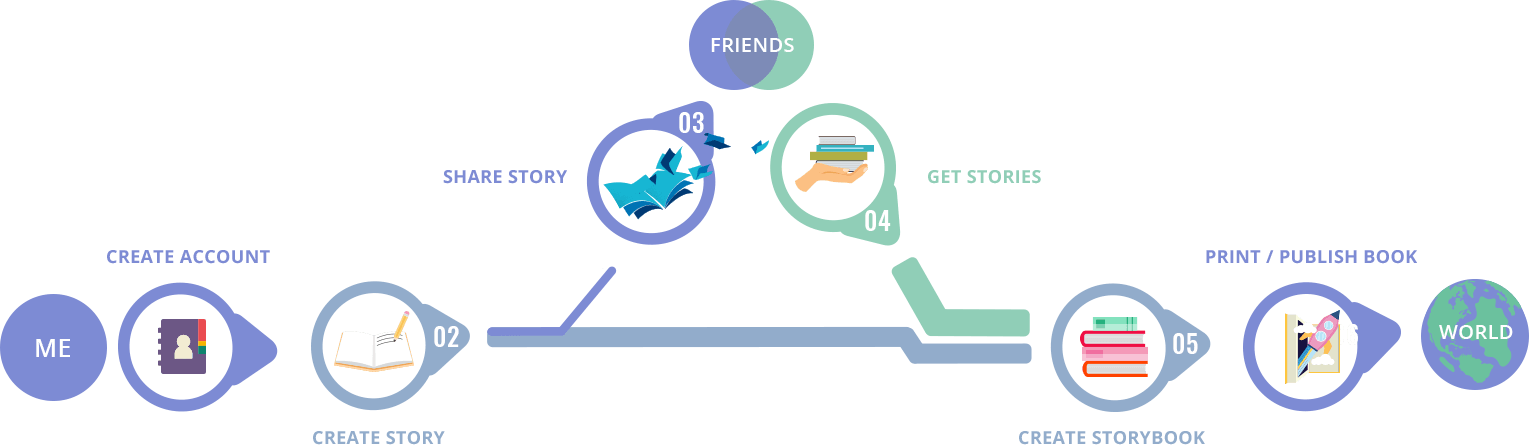 FRIENDS
03
SHARE STORY
GET STORIES
04
CREATE ACCOUNT
PRINT / PUBLISH BOOK
ME
02
05
WORLD
CREATE STORY
CREATE STORYBOOK